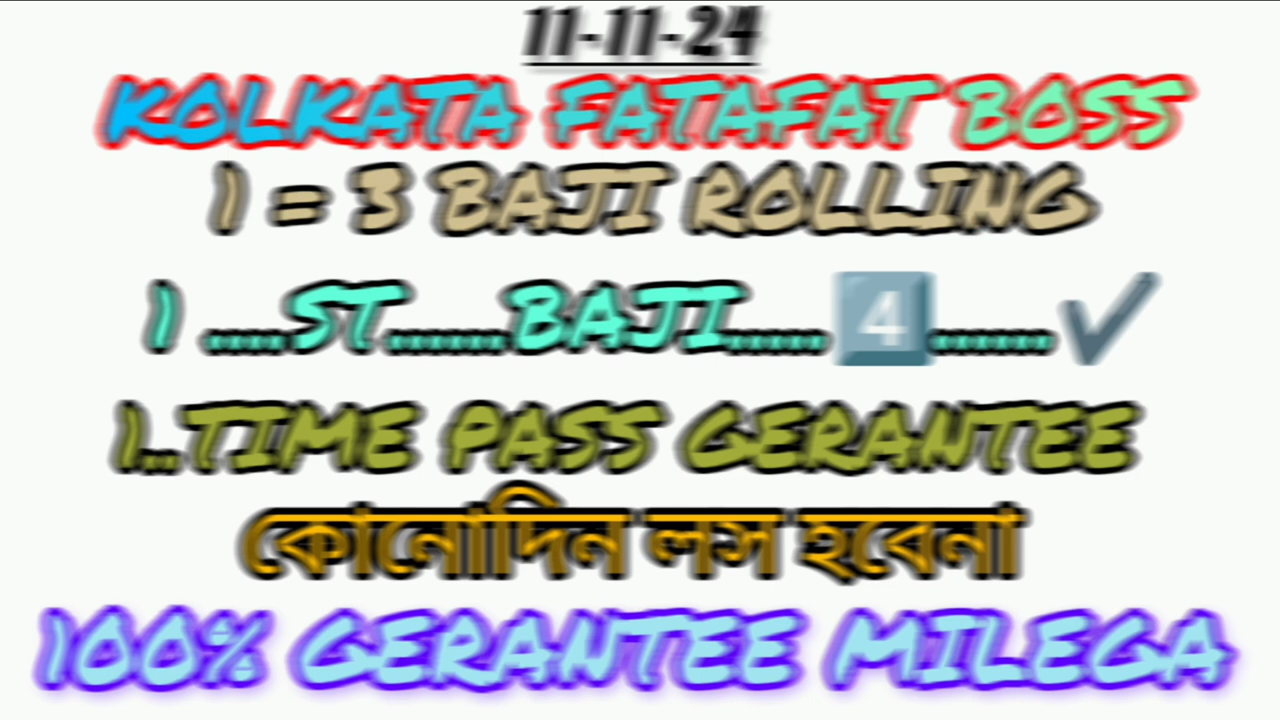 11-11-24
KOLKATA FATAFAT BOSS
1 = 3 BAJI ROLLING
1 ....ST......BAJI.....4️⃣......✔️
1..TIME PASS GERANTEE
কোনোদিন লস হবেনা
100% GERANTEE MILEGA